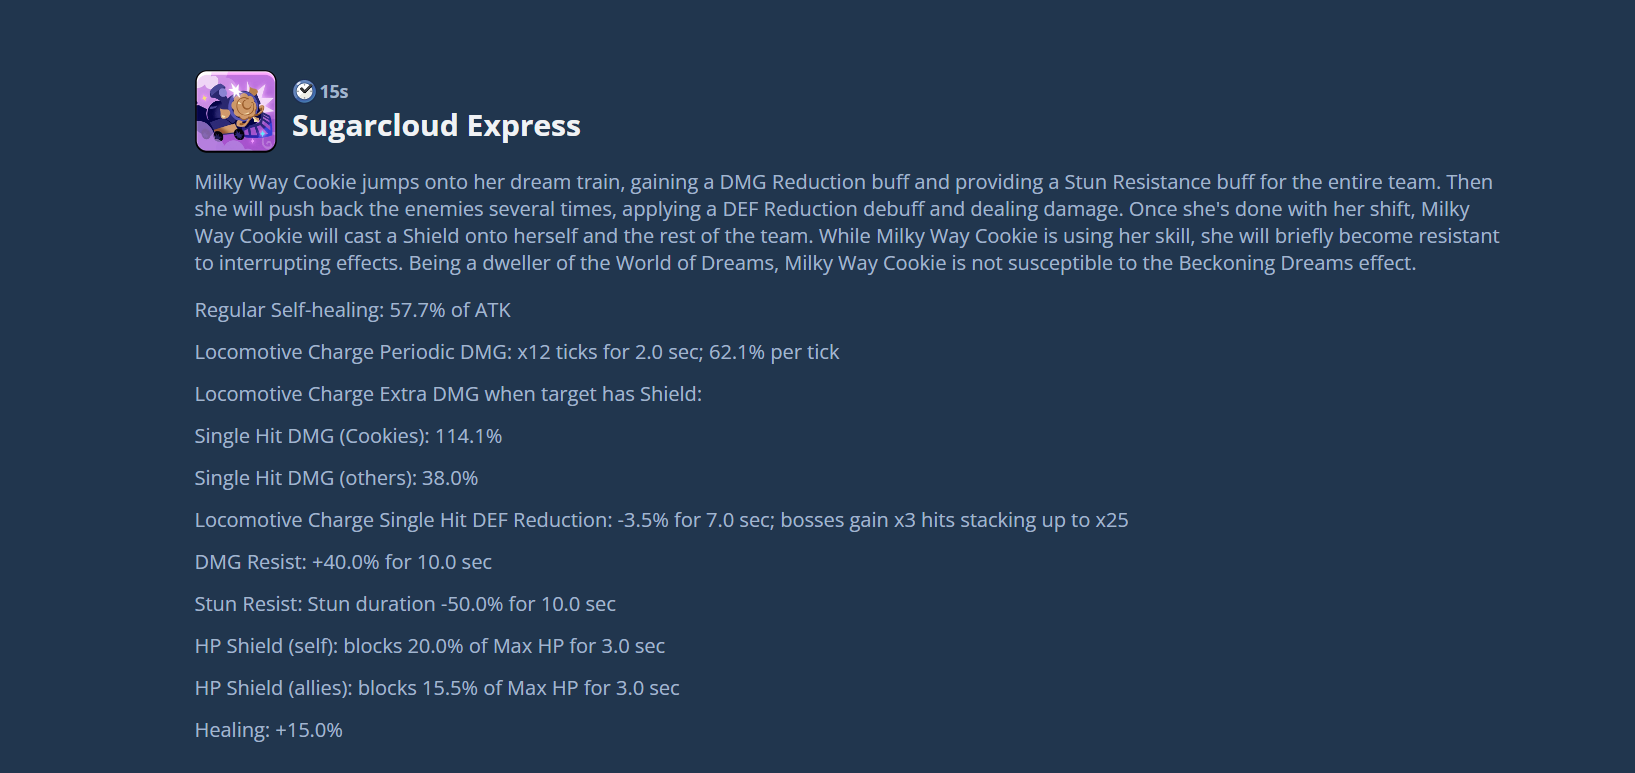 15s
Sugarcloud Express
Milky Way Cookie jumps onto her dream train, gaining a DMG Reduction buff and providing a Stun Resistance buff for the entire team. Then
she will push back the enemies several times, applying a DEF Reduction debuff and dealing damage. Once she's done with her shift, Milky
Way Cookie will cast a Shield onto herself and the rest of the team. While Milky Way Cookie is using her skill, she will briefly become resistant
to interrupting effects. Being a dweller of the World of Dreams, Milky Way Cookie is not susceptible to the Beckoning Dreams effect.
Regular Self-healing: 57.7% of ATK
Locomotive Charge Periodic DMG: x12 ticks for 2.0 sec; 62.1% per tick
Locomotive Charge Extra DMG when target has Shield:
Single Hit DMG (Cookies): 114.1%
Single Hit DMG (others): 38.0%
Locomotive Charge Single Hit DEF Reduction: -3.5% for 7.0 sec; bosses gain x3 hits stacking up to x25
DMG Resist: +40.0% for 10.0 sec
Stun Resist: Stun duration -50.0% for 10.0 sec
HP Shield (self): blocks 20.0% of Max HP for 3.0 sec
HP Shield (allies): blocks 15.5% of Max HP for 3.0 sec
Healing: +15.0%